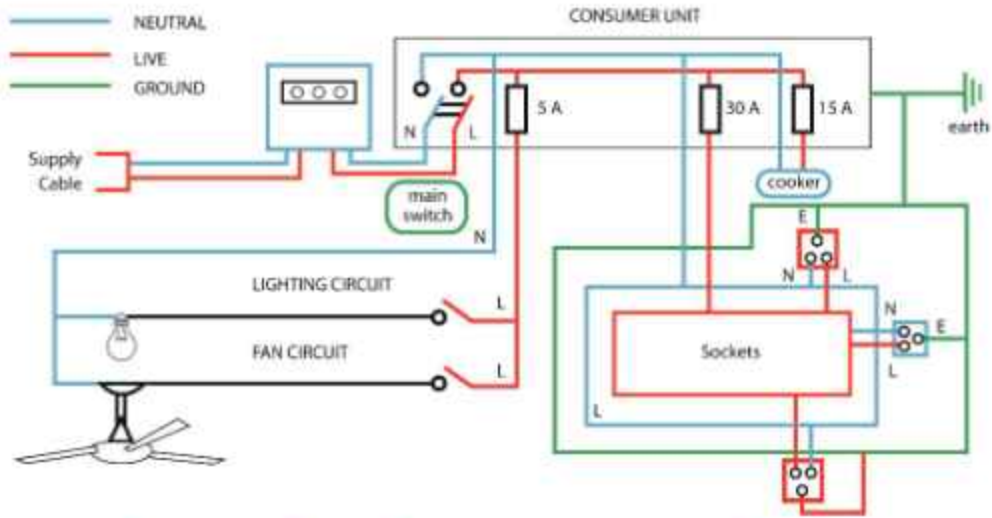 CONSUMER UNIT
NEUTRAL
LIVE
GROUND
5 A
30 A
15 A
N
L
earth
Supply
Cable
main
switch
cooker
N
E
N
L
LIGHTING CIRCUIT
L
N
E
FAN CIRCUIT
Sockets
L
L
L